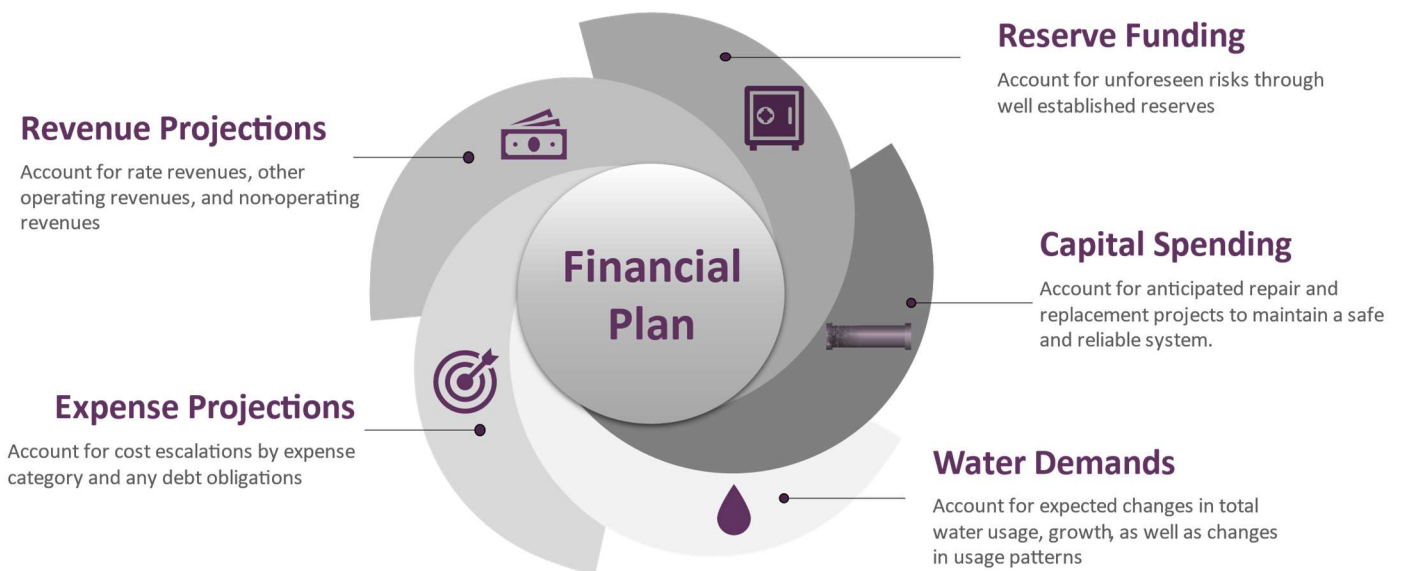 Reserve Funding
Account for unforeseen risks through
well established reserves
Revenue Projections
Account for rate revenues, other
operating revenues, and non-operating
revenues
Financial
Plan
Capital Spending
Account for anticipated repair and
replacement projects to maintain a safe
and reliable system.
Expense Projections
Account for cost escalations by expense
category and any debt obligations
Water Demands
Account for expected changes in total
water usage, growth, as well as changes
in usage patterns